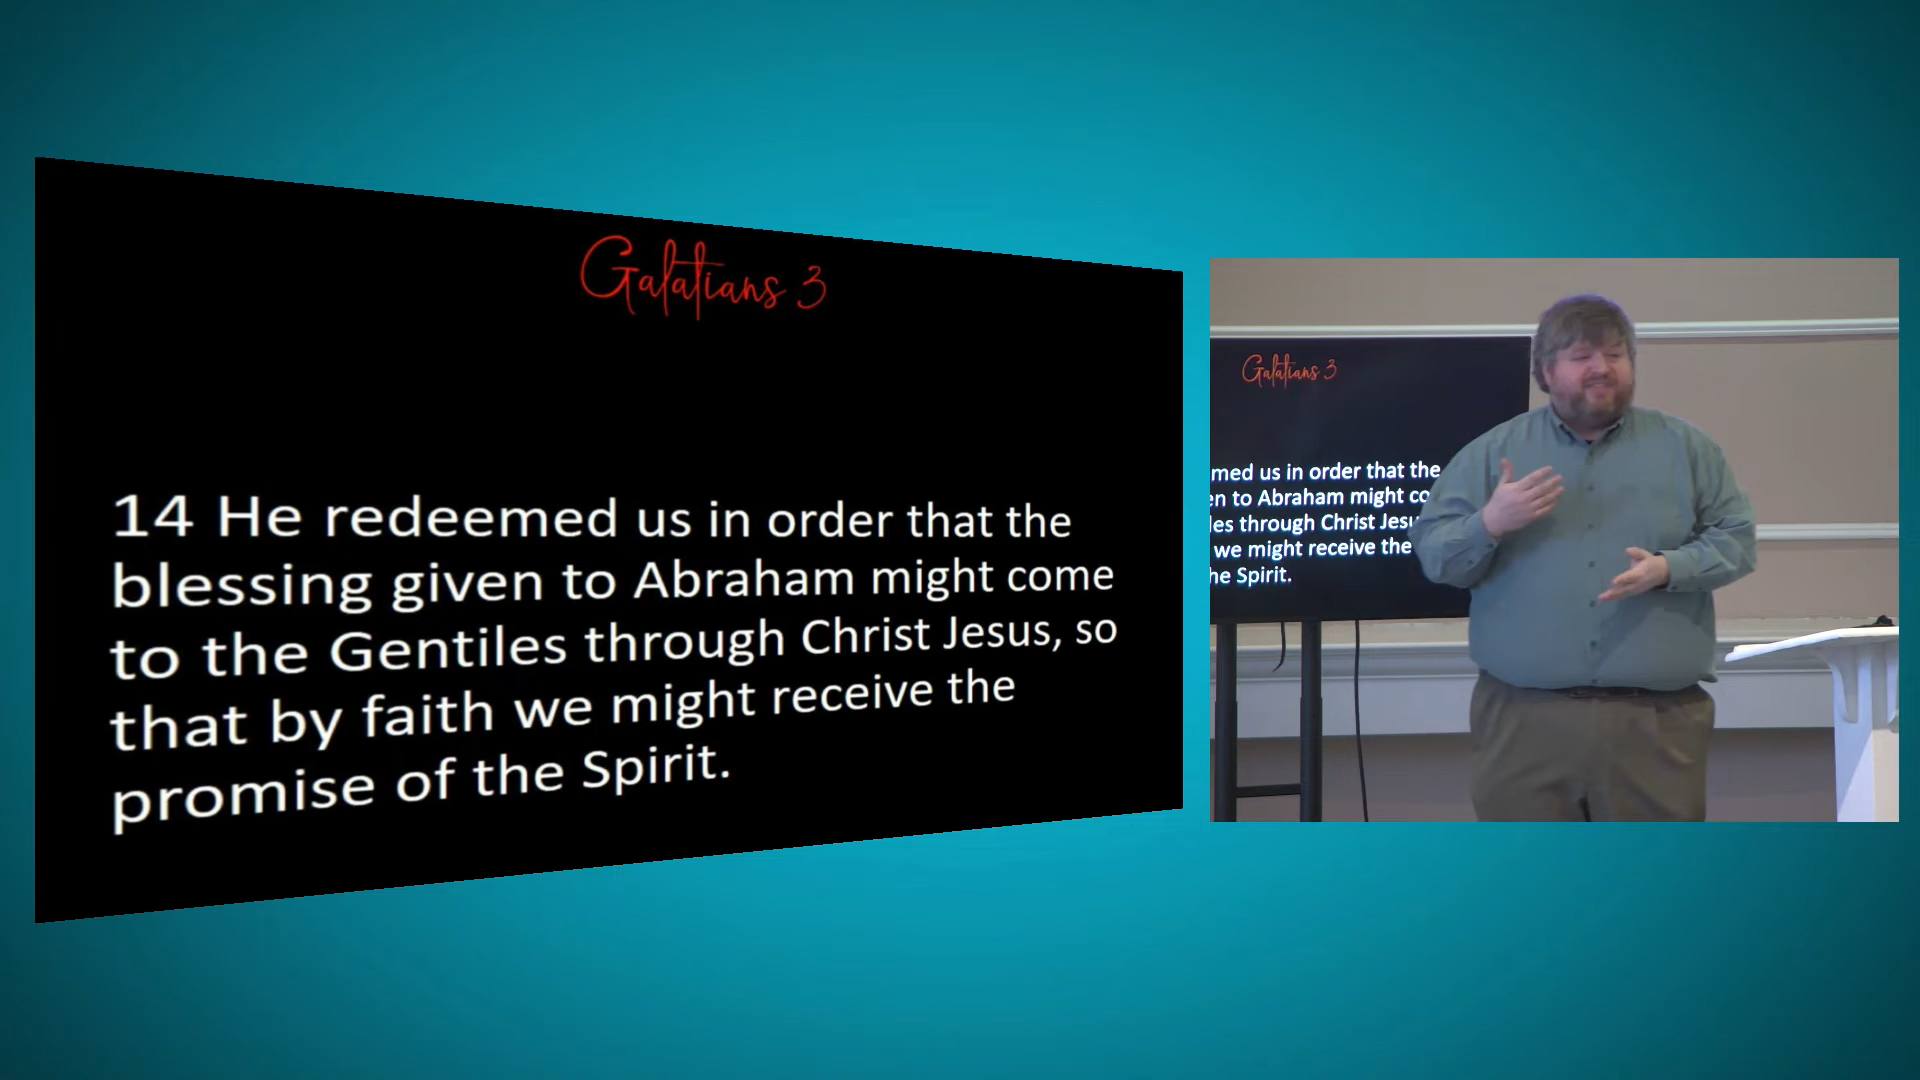 Galatians 3
14 He redeemed us in order that the
blessing given to Abraham might come
to the Gentiles through Christ Jesus, so
that by faith we might receive the
promise of the Spirit.
Galatians 3
med us in order that the
en to Abraham might co
les through Christ Jesu
we might receive the
he Spirit.